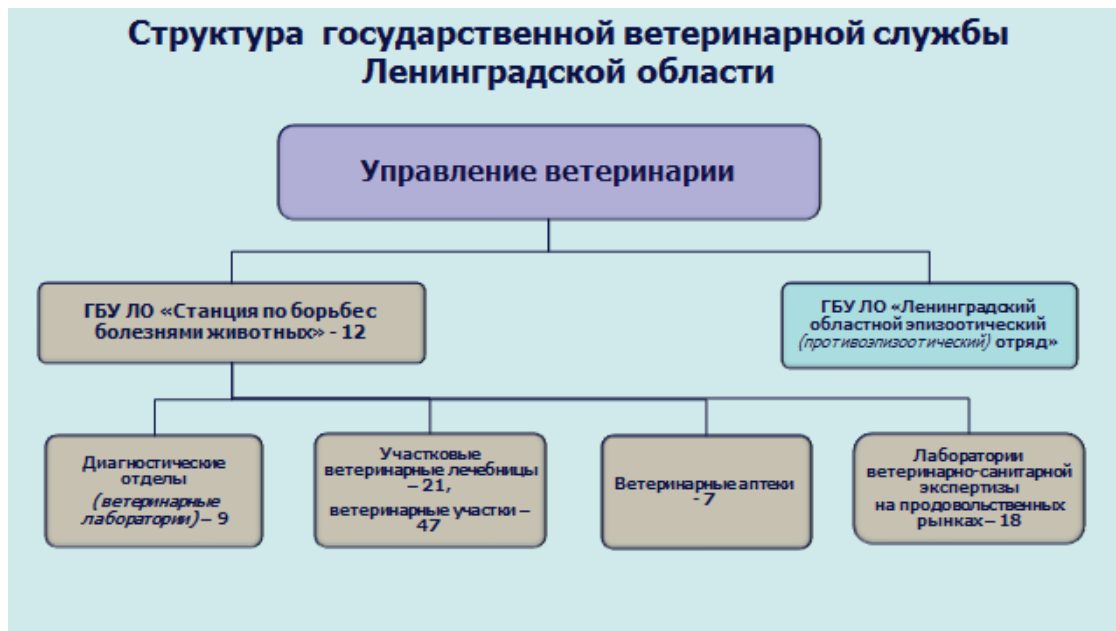 Структура государственной ветеринарной службы
Ленинградской области
Управление ветеринарии
ГБУ ЛО «Станция по борьбе с
болезнями животных» - 12
ГБУ ЛО «Ленинградский
областной эпизоотический
(противоэпизоотический) отряд»
Диагностические
отделы
(ветеринарные
лаборатории) – 9
Участковые
ветеринарные лечебницы
– 21,
ветеринарные участки –
47
Ветеринарные аптеки
- 7
Лаборатории
ветеринарно-санитарной
экспертизы
на продовольственных
рынках – 18